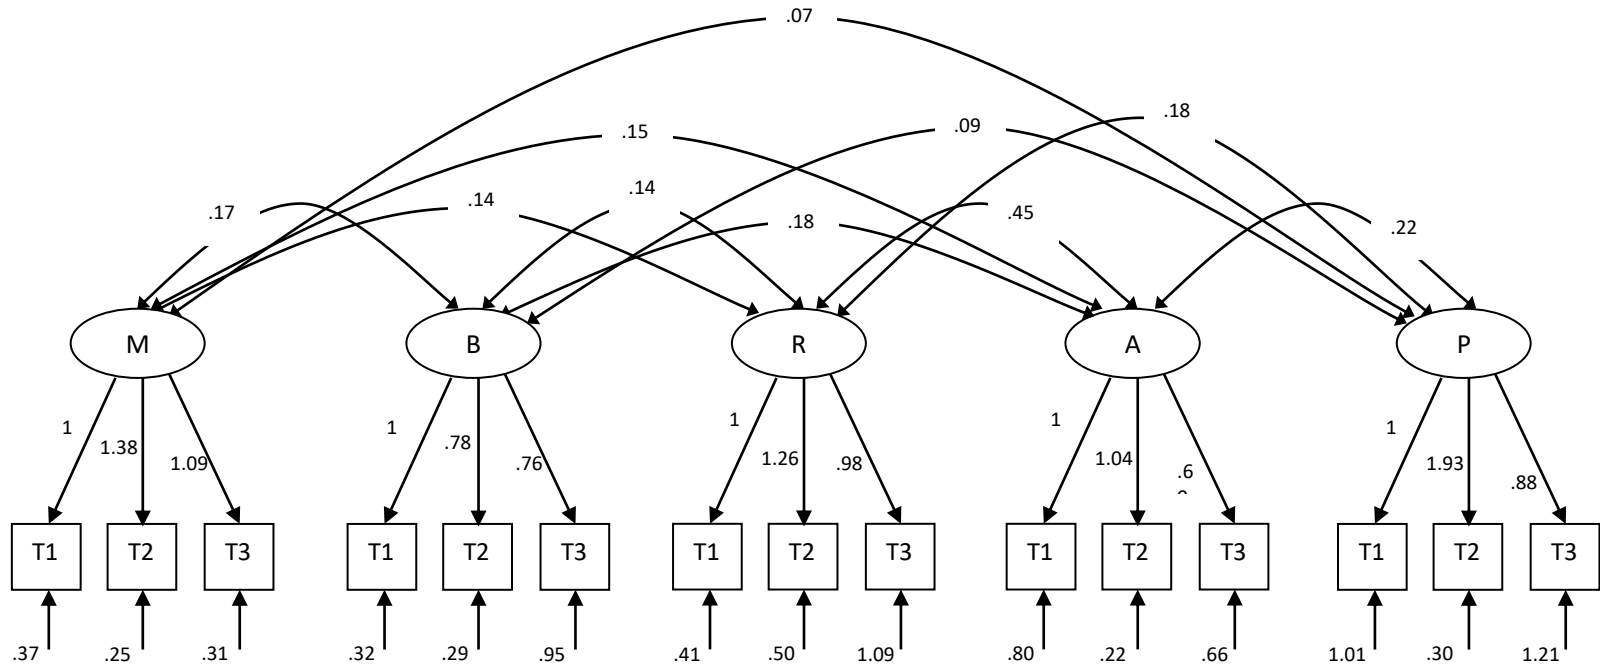 .07
.18
.09
.15
.14
.14
.17
.45
.18
.22
M B R A P
1 1.38 1.09 1 .78 .76 1 1.26 .98 1 1.04 .6 1 1.93 .88
T1 T2 T3 T1 T2 T3 T1 T2 T3 T1 T2 T3 T1 T2 T3
.37 .25 .31 .32 .29 .95 .41 .50 1.09 .80 .22 .66 1.01 .30 1.21